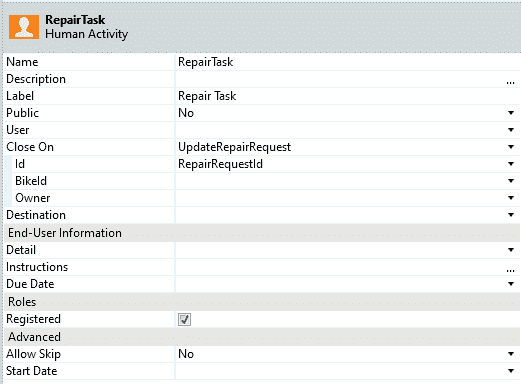 RepairTask
Human Activity
Name RepairTask
Description ...
Label Repair Task
Public No
User
Close On UpdateRepairRequest
Id RepairRequestId
BikeId
Owner
Destination
End-User Information
Detail
Instructions ...
Due Date
Roles
Registered
Advanced
Allow Skip No
Start Date